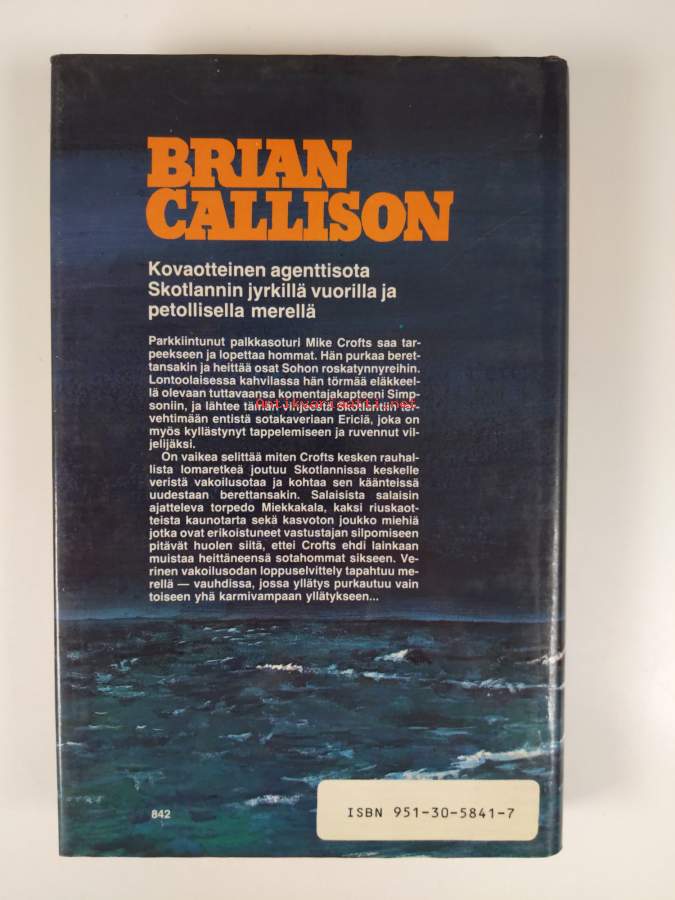 BRIAN
CALLISON
Kovaotteinen agenttisota
Skotlannin jyrkillä vuorilla ja
petollisella merellä
Parkkiintunut palkkasoturi Mike Crofts saa tar-
peekseen ja lopettaa hommat. Hän purkaa beret-
tansakin ja heittää osat Sohon roskatynnyreihin.
Lontoolaisessa kahvilassa hän törmää eläkkeel-
lä olevaan tuttavaansa komentajakapteeni Simp-
soniin, ja lähtee tämän vihjeestä Skotlantiin ter-
vehtimään entistä sotakaveriaan Ericiä, joka on
myös kyllästynyt tappelemiseen ja ruvennut vil-
jelijäksi.
On vaikea selittää miten Crofts kesken rauhal-
lista lomaretkeä joutuu Skotlannissa keskelle
veristä vakoilusotaa ja kohtaa sen käänteissä
uudestaan berettansakin. Salaisista salaisin
ajatteleva torpedo Miekkakala, kaksi riuskaot-
teista kaunotarta sekä kasvoton joukko miehiä
jotka ovat erikoistuneet vastustajan silpomiseen
pitävät huolen siitä, ettei Crofts ehdi lainkaan
muistaa heittäneensä sotahommat sikseen. Ve-
rinen vakoilusodan loppuselvittely tapahtuu me-
rellä — vauhdissa, jossa yllätys purkautuu vain
toiseen yhä karmivampaan yllätykseen...
842
ISBN 951-30-5841-7